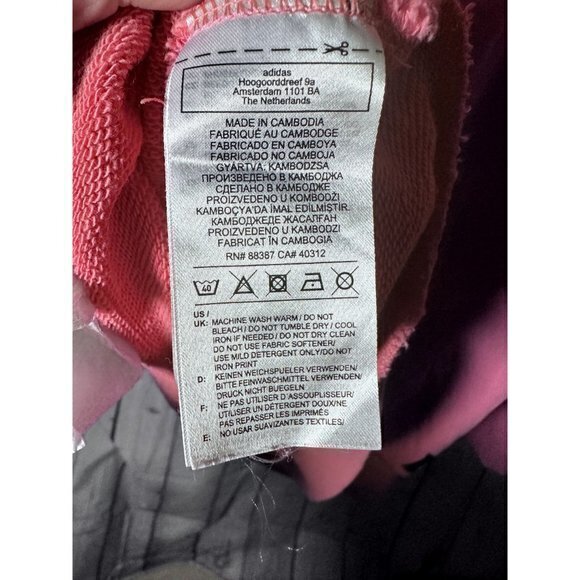 adidas
Hoogoorddreef 9a
Amsterdam 1101 BA
The Netherlands
MADE IN CAMBODIA
FABRIQUÉ AU CAMBODGE
FABRICADO EN CAMBOYA
FABRICADO NO CAMBOJA
GYÁRTVA: KAMBODZSA
ПРОИЗВЕДЕНО В КАМБОДЖА
СДЕЛАНО В КАМБОДЖЕ
PROIZVEDENO U KOMBODŽI
KAMBOÇYA'DA İMAL EDİLMİŞTİR.
КАМБОДЖЕДЕ ЖАСАЛҒАН
PROIZVEDENO U KAMBODŽI
FABRICAT ÎN CAMBOGIA
RN# 88387 CA# 40312
40
US /
UK: MACHINE WASH WARM / DO NOT
BLEACH / DO NOT TUMBLE DRY / COOL
IRON IF NEEDED / DO NOT DRY CLEAN
DO NOT USE FABRIC SOFTENER/
USE MILD DETERGENT ONLY/DO NOT
IRON PRINT
D: KEINEN WEICHSPUELER VERWENDEN/
BITTE FEINWASCHMITTEL VERWENDEN/
DRUCK NICHT BUEGELN
F: NE PAS UTILISER D'ASSOUPLISSEUR/
UTILISER UN DÉTERGENT DOUX/NE
PAS REPASSER LES IMPRIMÉS
E: NO USAR SUAVIZANTES TEXTILES/